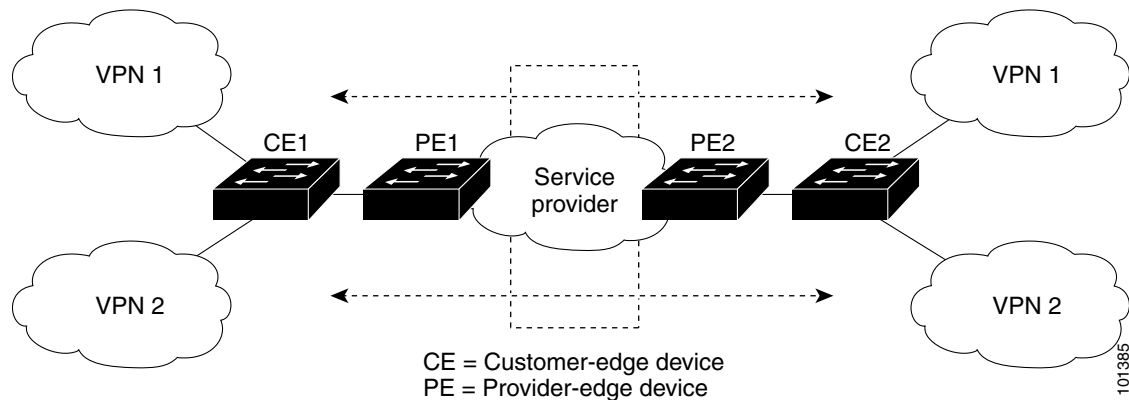 VPN 1
VPN 1
CE1
PE1
PE2
CE2
Service
provider
VPN 2
VPN 2
CE = Customer-edge device
PE = Provider-edge device
101385